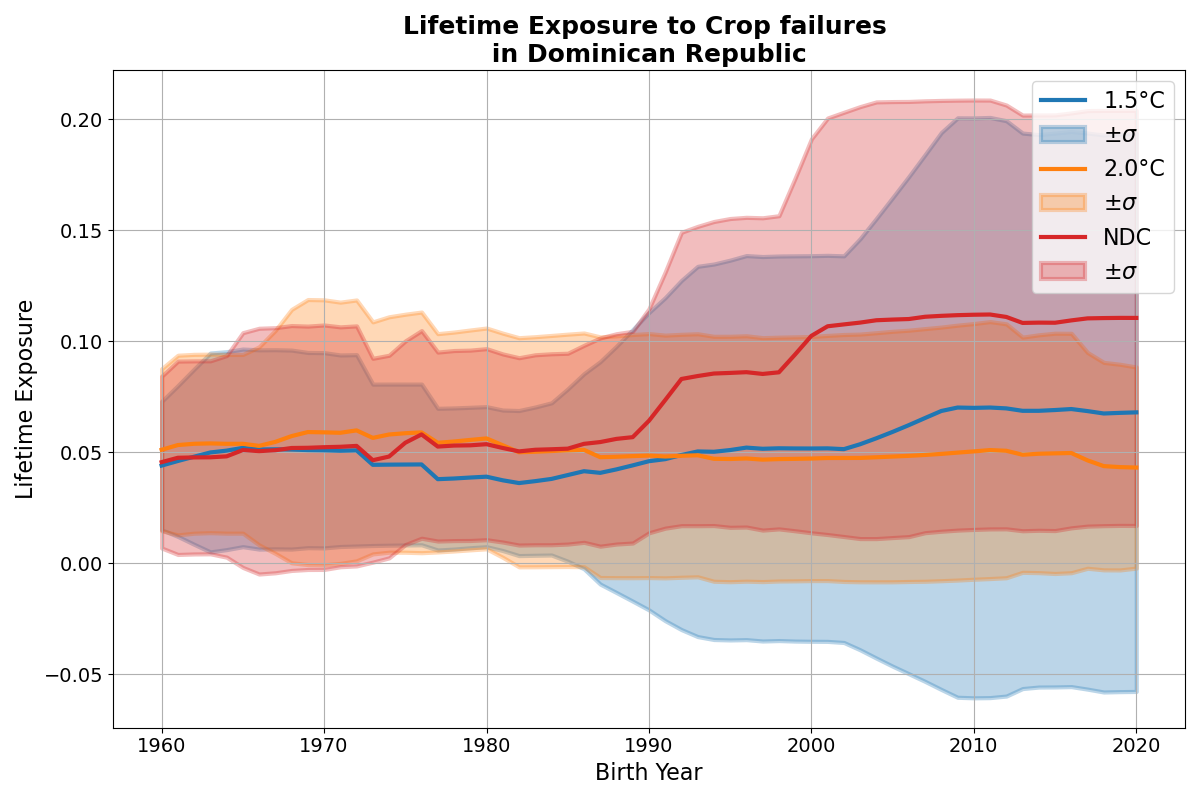 Lifetime Exposure to Crop failures
in Dominican Republic
1.5°C
±σ
2.0°C
±σ
NDC
±σ
Lifetime Exposure
0.20
0.15
0.10
0.05
0.00
−0.05
1960 1970 1980 1990 2000 2010 2020
Birth Year